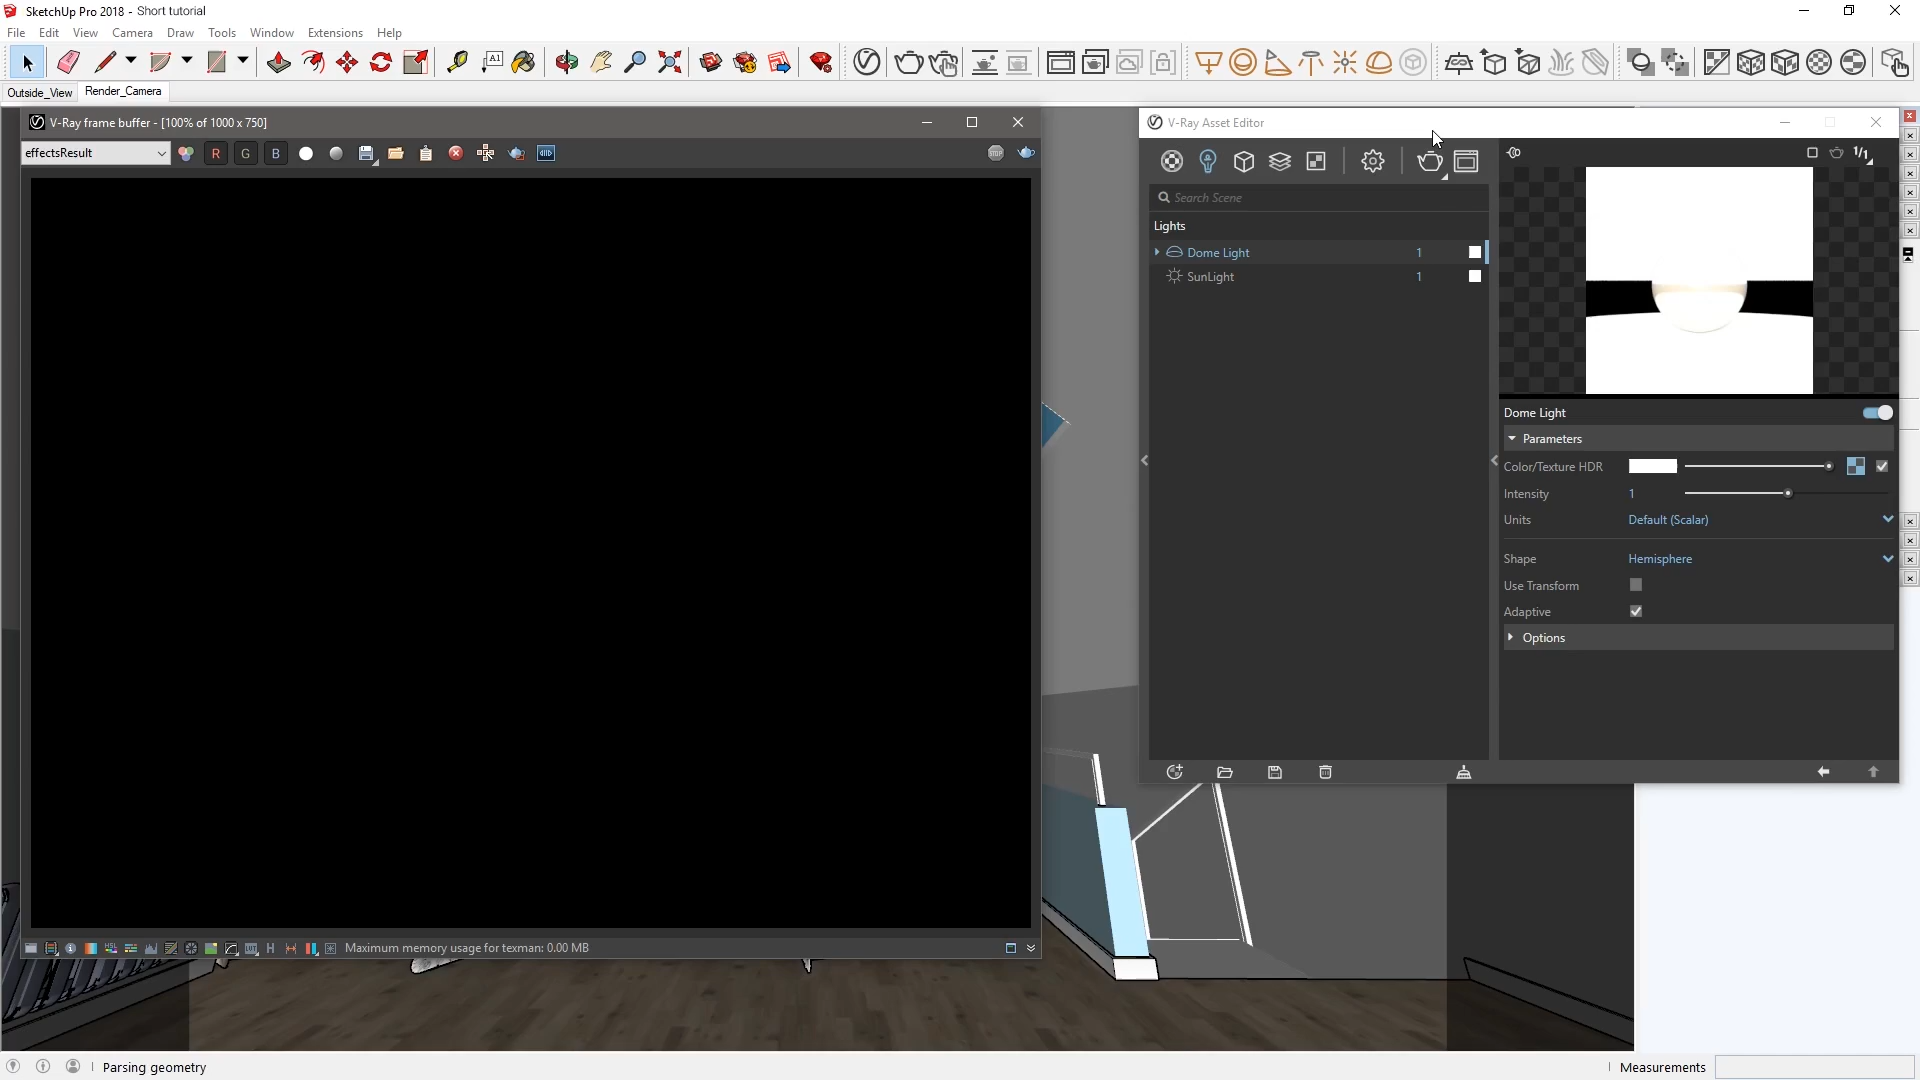 SketchUp Pro 2018 - Short tutorial
File Edit View Camera Draw Tools Window Extensions Help
Outside_View Render_Camera
V-Ray frame buffer - [100% of 1000 x 750]
effectsResult
R G B
STOP
Maximum memory usage for texman: 0.00 MB
V-Ray Asset Editor
1/1
Search Scene
Lights
Dome Light 1
SunLight 1
Dome Light
Parameters
Color/Texture HDR
Intensity 1
Units Default (Scalar)
Shape Hemisphere
Use Transform
Adaptive
Options
Parsing geometry
Measurements